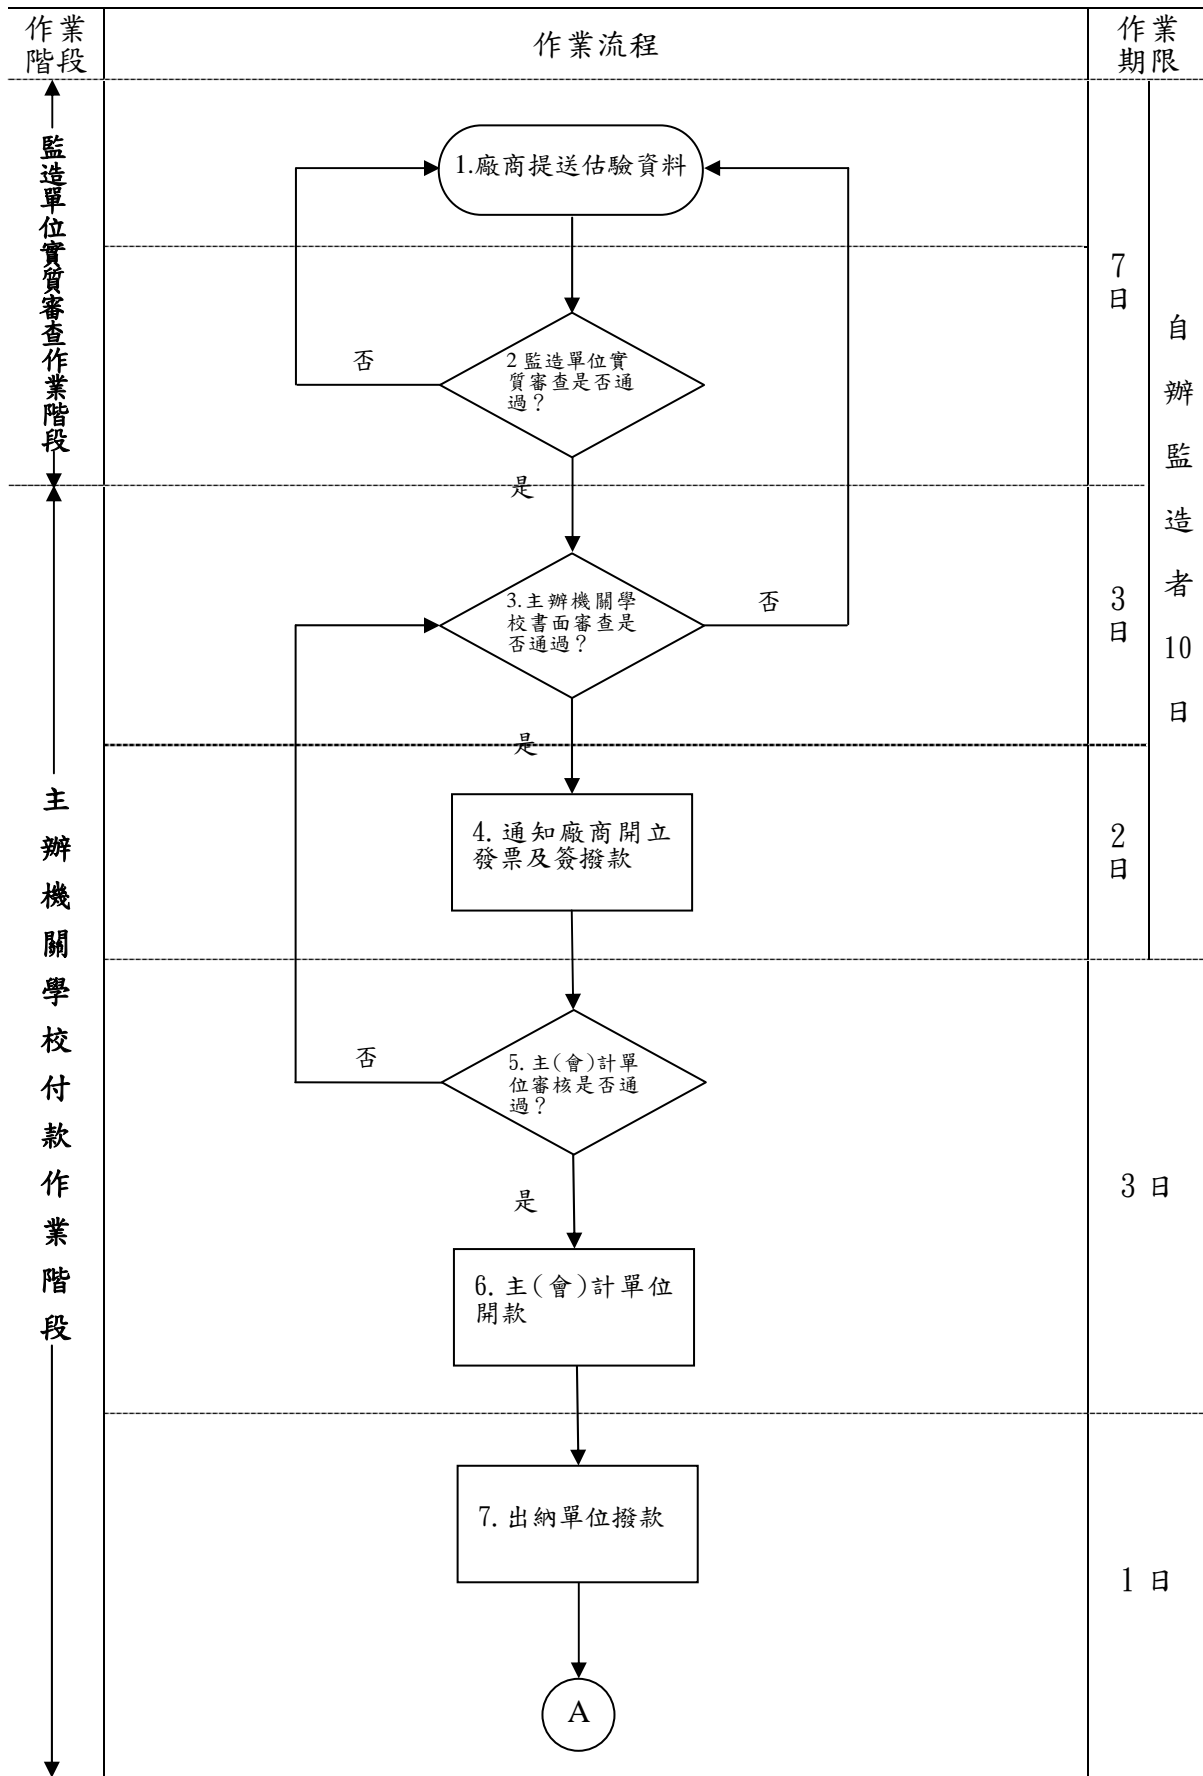 作業
階段
作業流程
作業
期限
監造單位實質審查作業階段
1.廠商提送估驗資料
7
日
自辦監造者10日
否
2 監造單位實
質審查是否通
過?
是
3.主辦機關學
校書面審查是
否通過?
否
3
日
是
主辦機關學校付款作業階段
4. 通知廠商開立
發票及簽撥款
2
日
否
5. 主(會)計單
位審核是否通
過?
是
3 日
6. 主(會)計單位
開款
7. 出納單位撥款
1 日
A